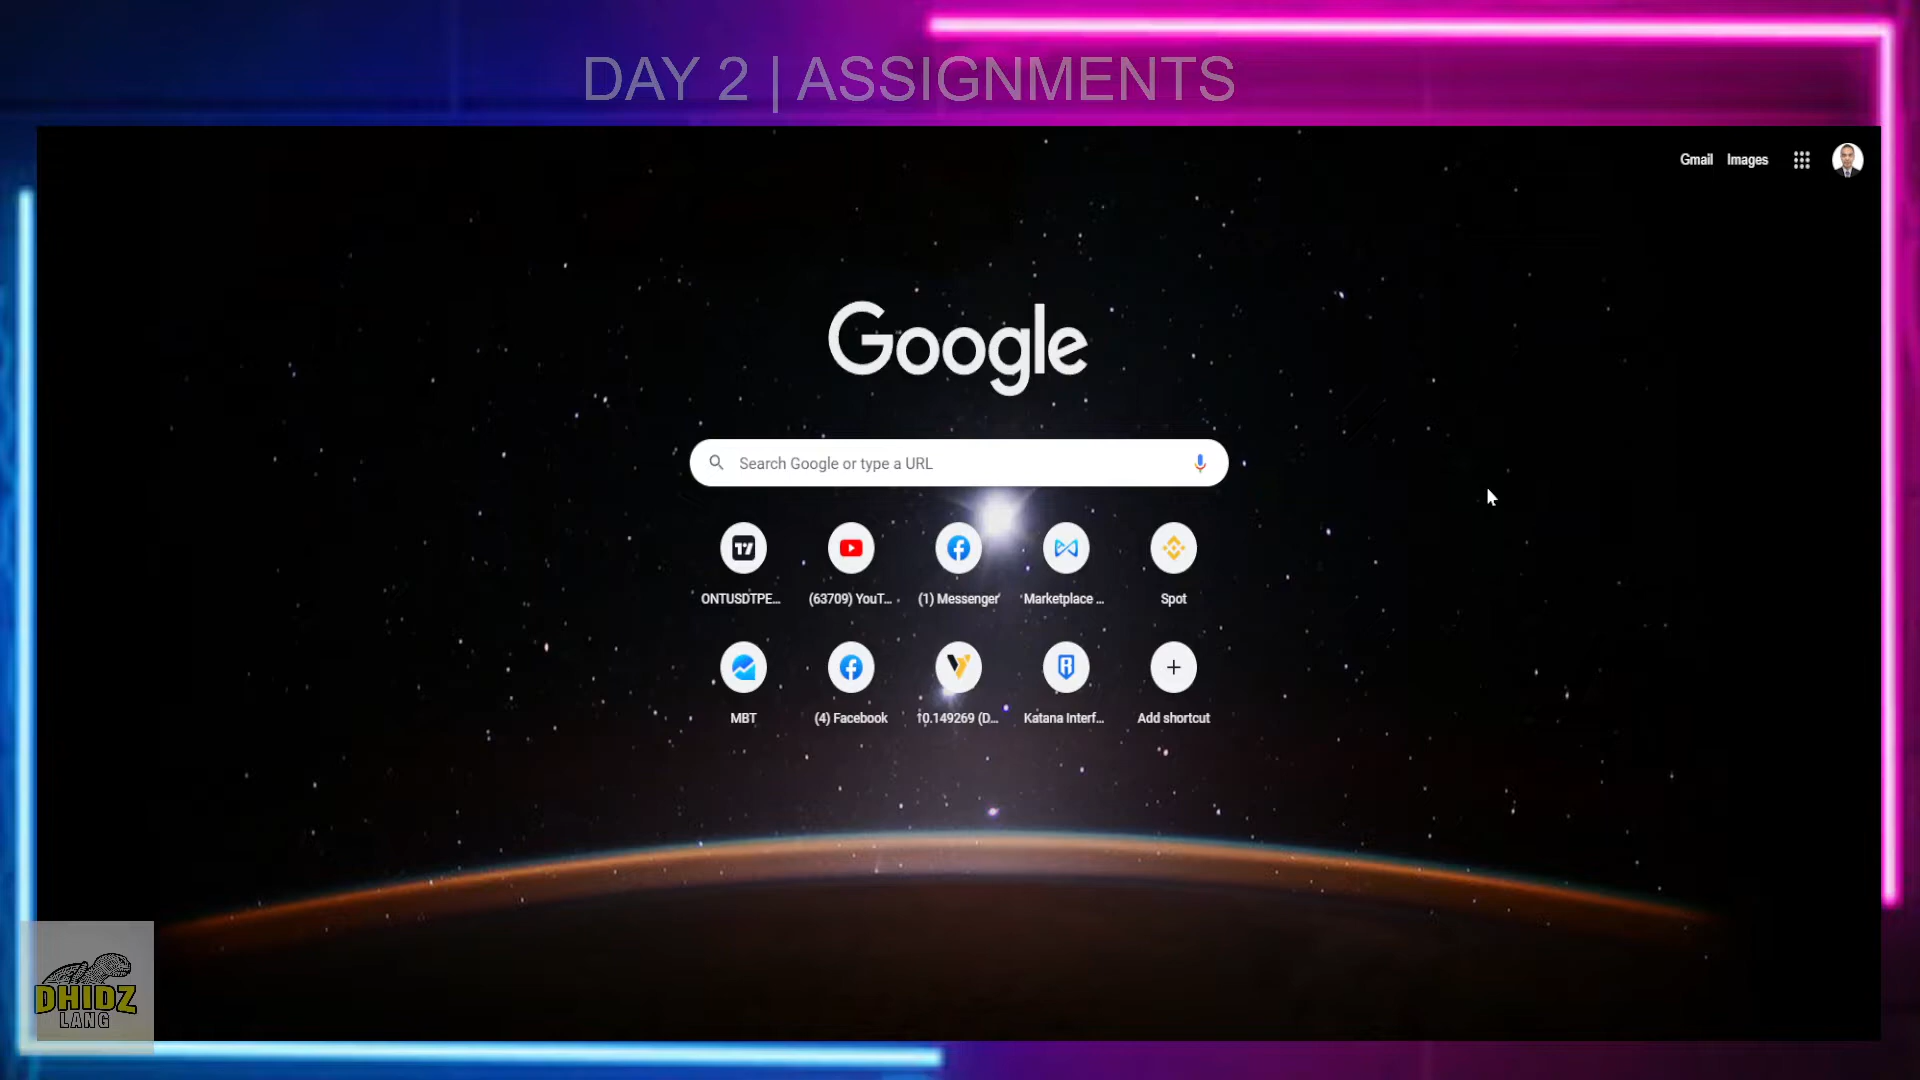 DAY 2 | ASSIGNMENTS
Gmail Images
Google
Search Google or type a URL
ONTUSDTPE... (63709) YouT... (1) Messenger Marketplace ... Spot
MBT (4) Facebook 10.149269 (D... Katana Interf... Add shortcut
DHIDZ
LANG